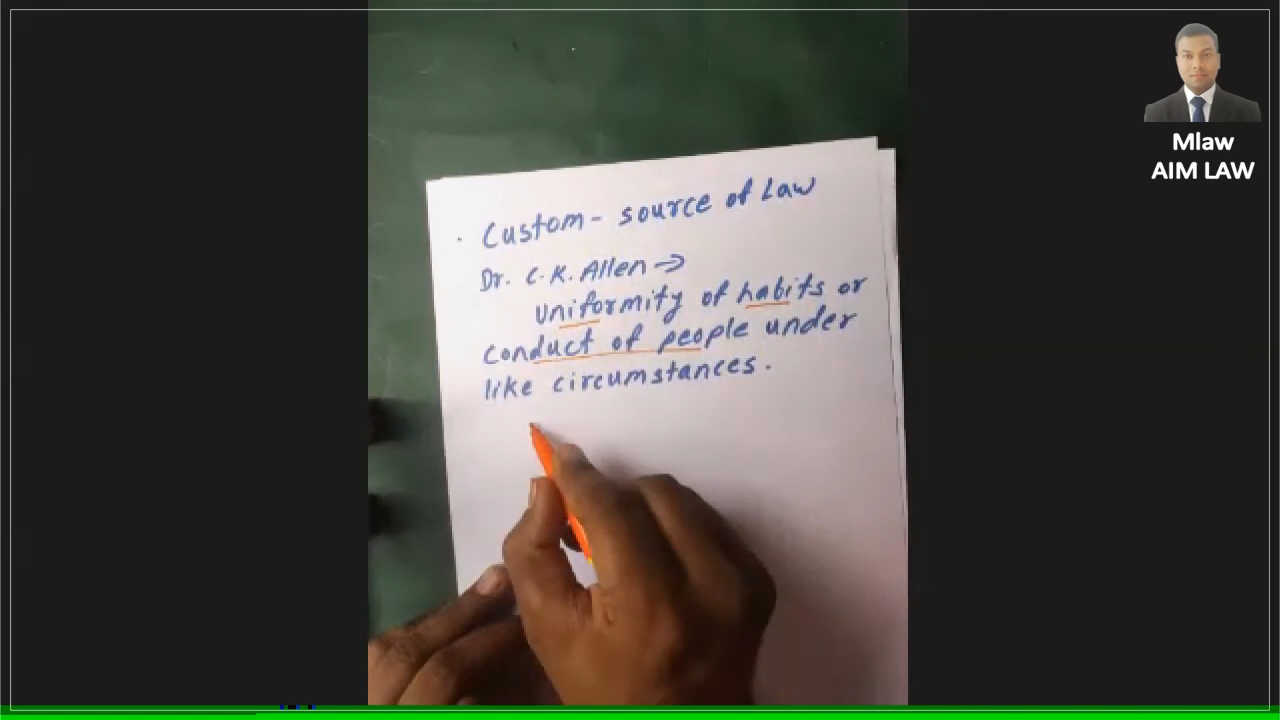 Mlaw
AIM LAW
Custom - source of Law
Dr. C.K. Allen →
Uniformity of habits or
conduct of people under
like circumstances.